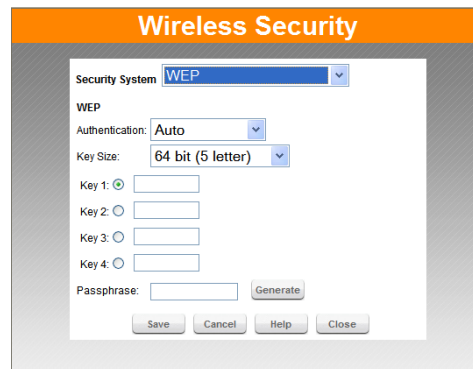 Wireless Security
Security System WEP
WEP
Authentication: Auto
Key Size: 64 bit (5 letter)
Key 1:
Key 2:
Key 3:
Key 4:
Passphrase: Generate
Save Cancel Help Close